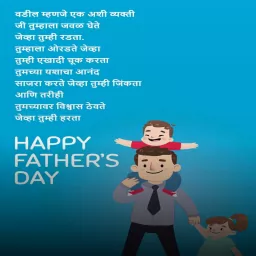 वडील म्हणजे एक अशी व्यक्ती
जी तुम्हाला जवळ घेते
जेव्हा तुम्ही रडता.
तुम्हाला ओरडते जेव्हा
तुम्ही एखादी चूक करता
तुमच्या यशाचा आनंद
साजरा करते जेव्हा तुम्ही जिंकता
आणि तरीही
तुमच्यावर विश्वास ठेवते
जेव्हा तुम्ही हरता
HAPPY
FATHER'S
DAY